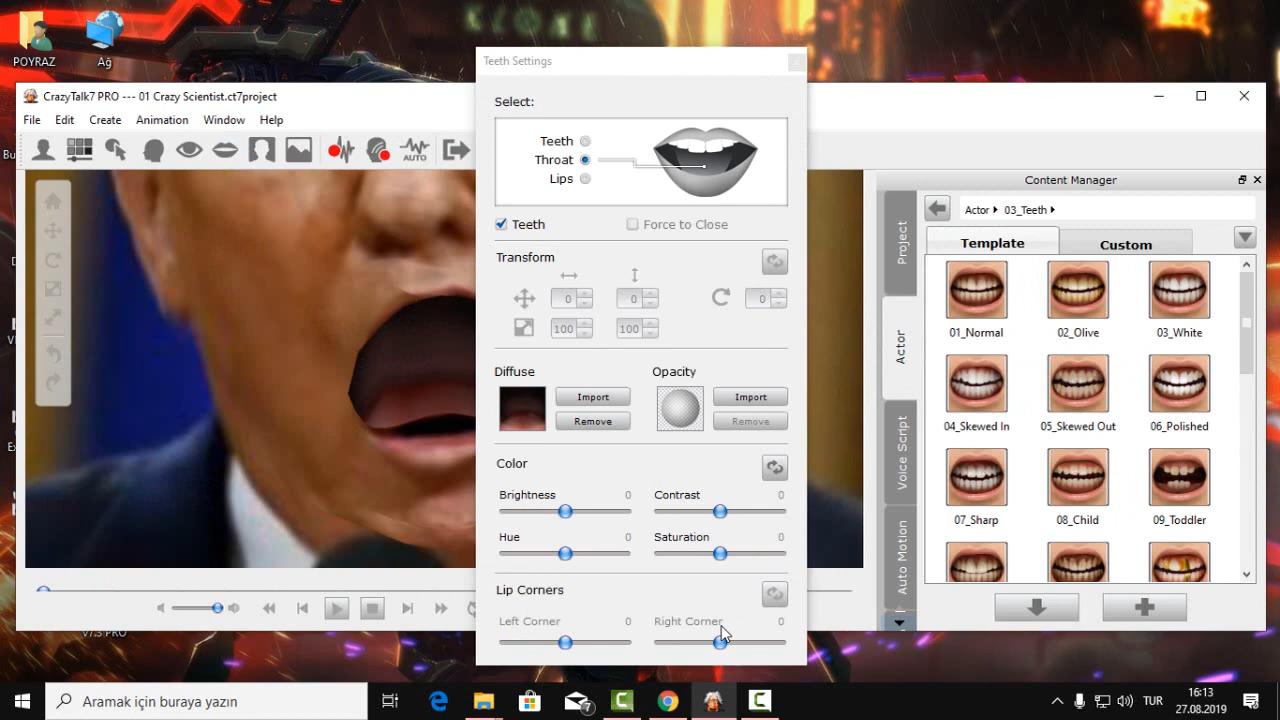 POYRAZ
Ağ
CrazyTalk7 PRO --- 01 Crazy Scientist.ct7project
File Edit Create Animation Window Help
AUTO
Teeth Settings
Select:
Teeth
Throat
Lips
Teeth
Force to Close
Transform
0 0 0
100 100
Diffuse
Opacity
Import
Remove
Import
Remove
Color
Brightness 0
Contrast 0
Hue 0
Saturation 0
Lip Corners
Left Corner 0
Right Corner 0
Content Manager
Actor 03_Teeth
Template Custom
Project
Actor
Voice Script
Auto Motion
01_Normal 02_Olive 03_White
04_Skewed In 05_Skewed Out 06_Polished
07_Sharp 08_Child 09_Toddler
V7.3 PRO
Aramak için buraya yazın
7
TUR
16:13
27.08.2019